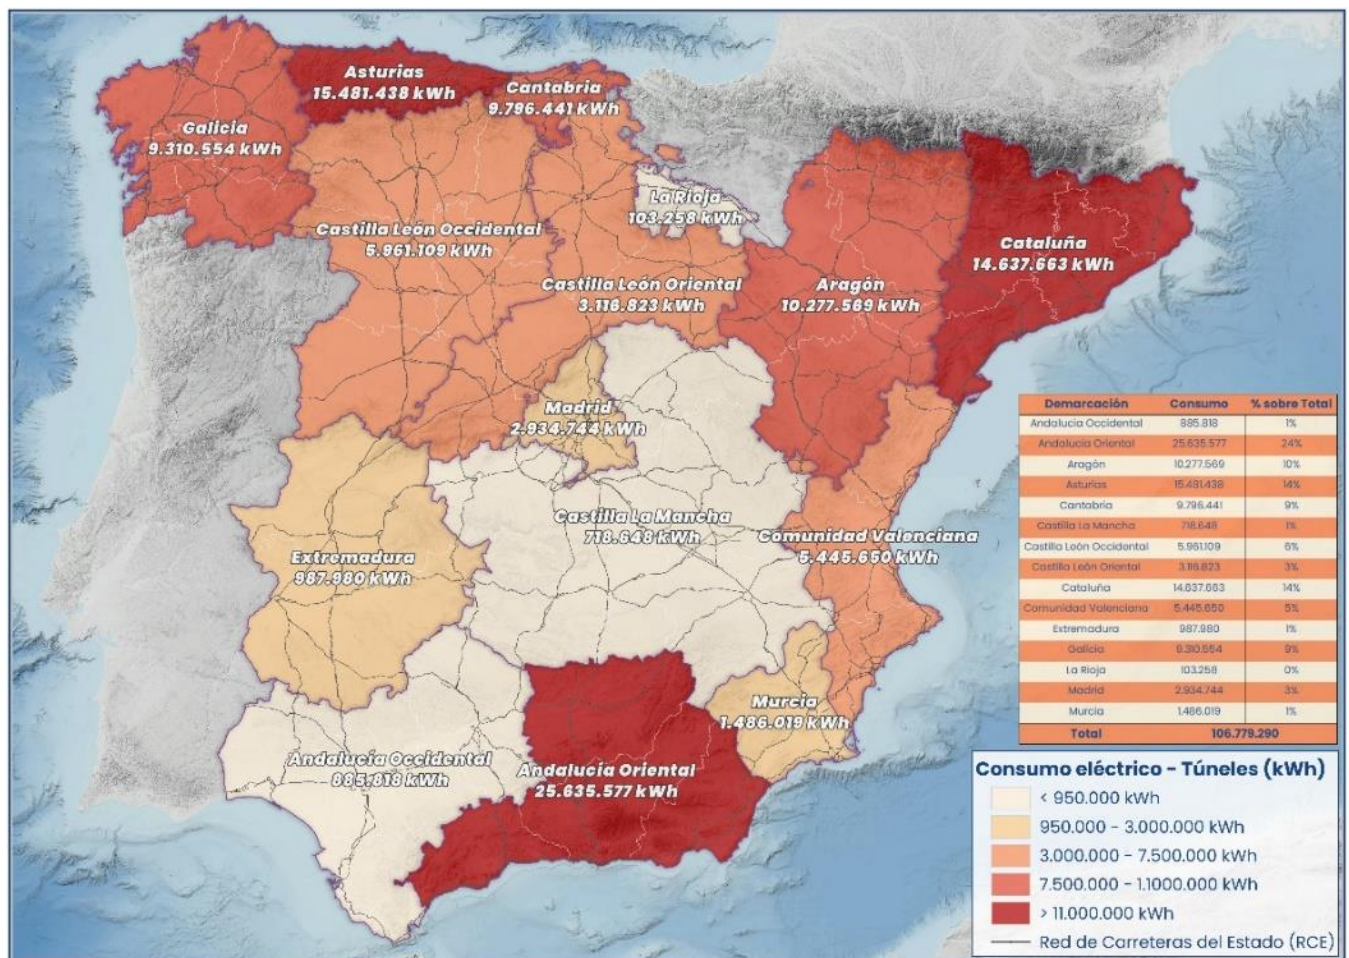 Asturias
15.481.438 kWh
Cantabria
9.796.441 kWh
Galicia
9.310.554 kWh
La Rioja
103.258 kWh
Castilla León Occidental
5.961.109 kWh
Cataluña
14.637.663 kWh
Castilla León Oriental
3.116.823 kWh
Aragón
10.277.569 kWh
Madrid
2.934.744 kWh
Castilla La Mancha
718.648 kWh
Comunidad Valenciana
5.445.650 kWh
Extremadura
987.980 kWh
Murcia
1.486.019 kWh
Andalucía Occidental
885.818 kWh
Andalucía Oriental
25.635.577 kWh
Demarcación Consumo % sobre Total
Andalucía Occidental 885.818 1%
Andalucía Oriental 25.635.577 24%
Aragón 10.277.569 10%
Asturias 15.481.438 14%
Cantabria 9.796.441 9%
Castilla La Mancha 718.648 1%
Castilla León Occidental 5.961.109 6%
Castilla León Oriental 3.116.823 3%
Cataluña 14.637.663 14%
Comunidad Valenciana 5.445.650 5%
Extremadura 987.980 1%
Galicia 9.310.554 9%
La Rioja 103.258 0%
Madrid 2.934.744 3%
Murcia 1.486.019 1%
Total 106.779.290
Consumo eléctrico - Túneles (kWh)
< 950.000 kWh
950.000 - 3.000.000 kWh
3.000.000 - 7.500.000 kWh
7.500.000 - 1.1000.000 kWh
> 11.000.000 kWh
Red de Carreteras del Estado (RCE)